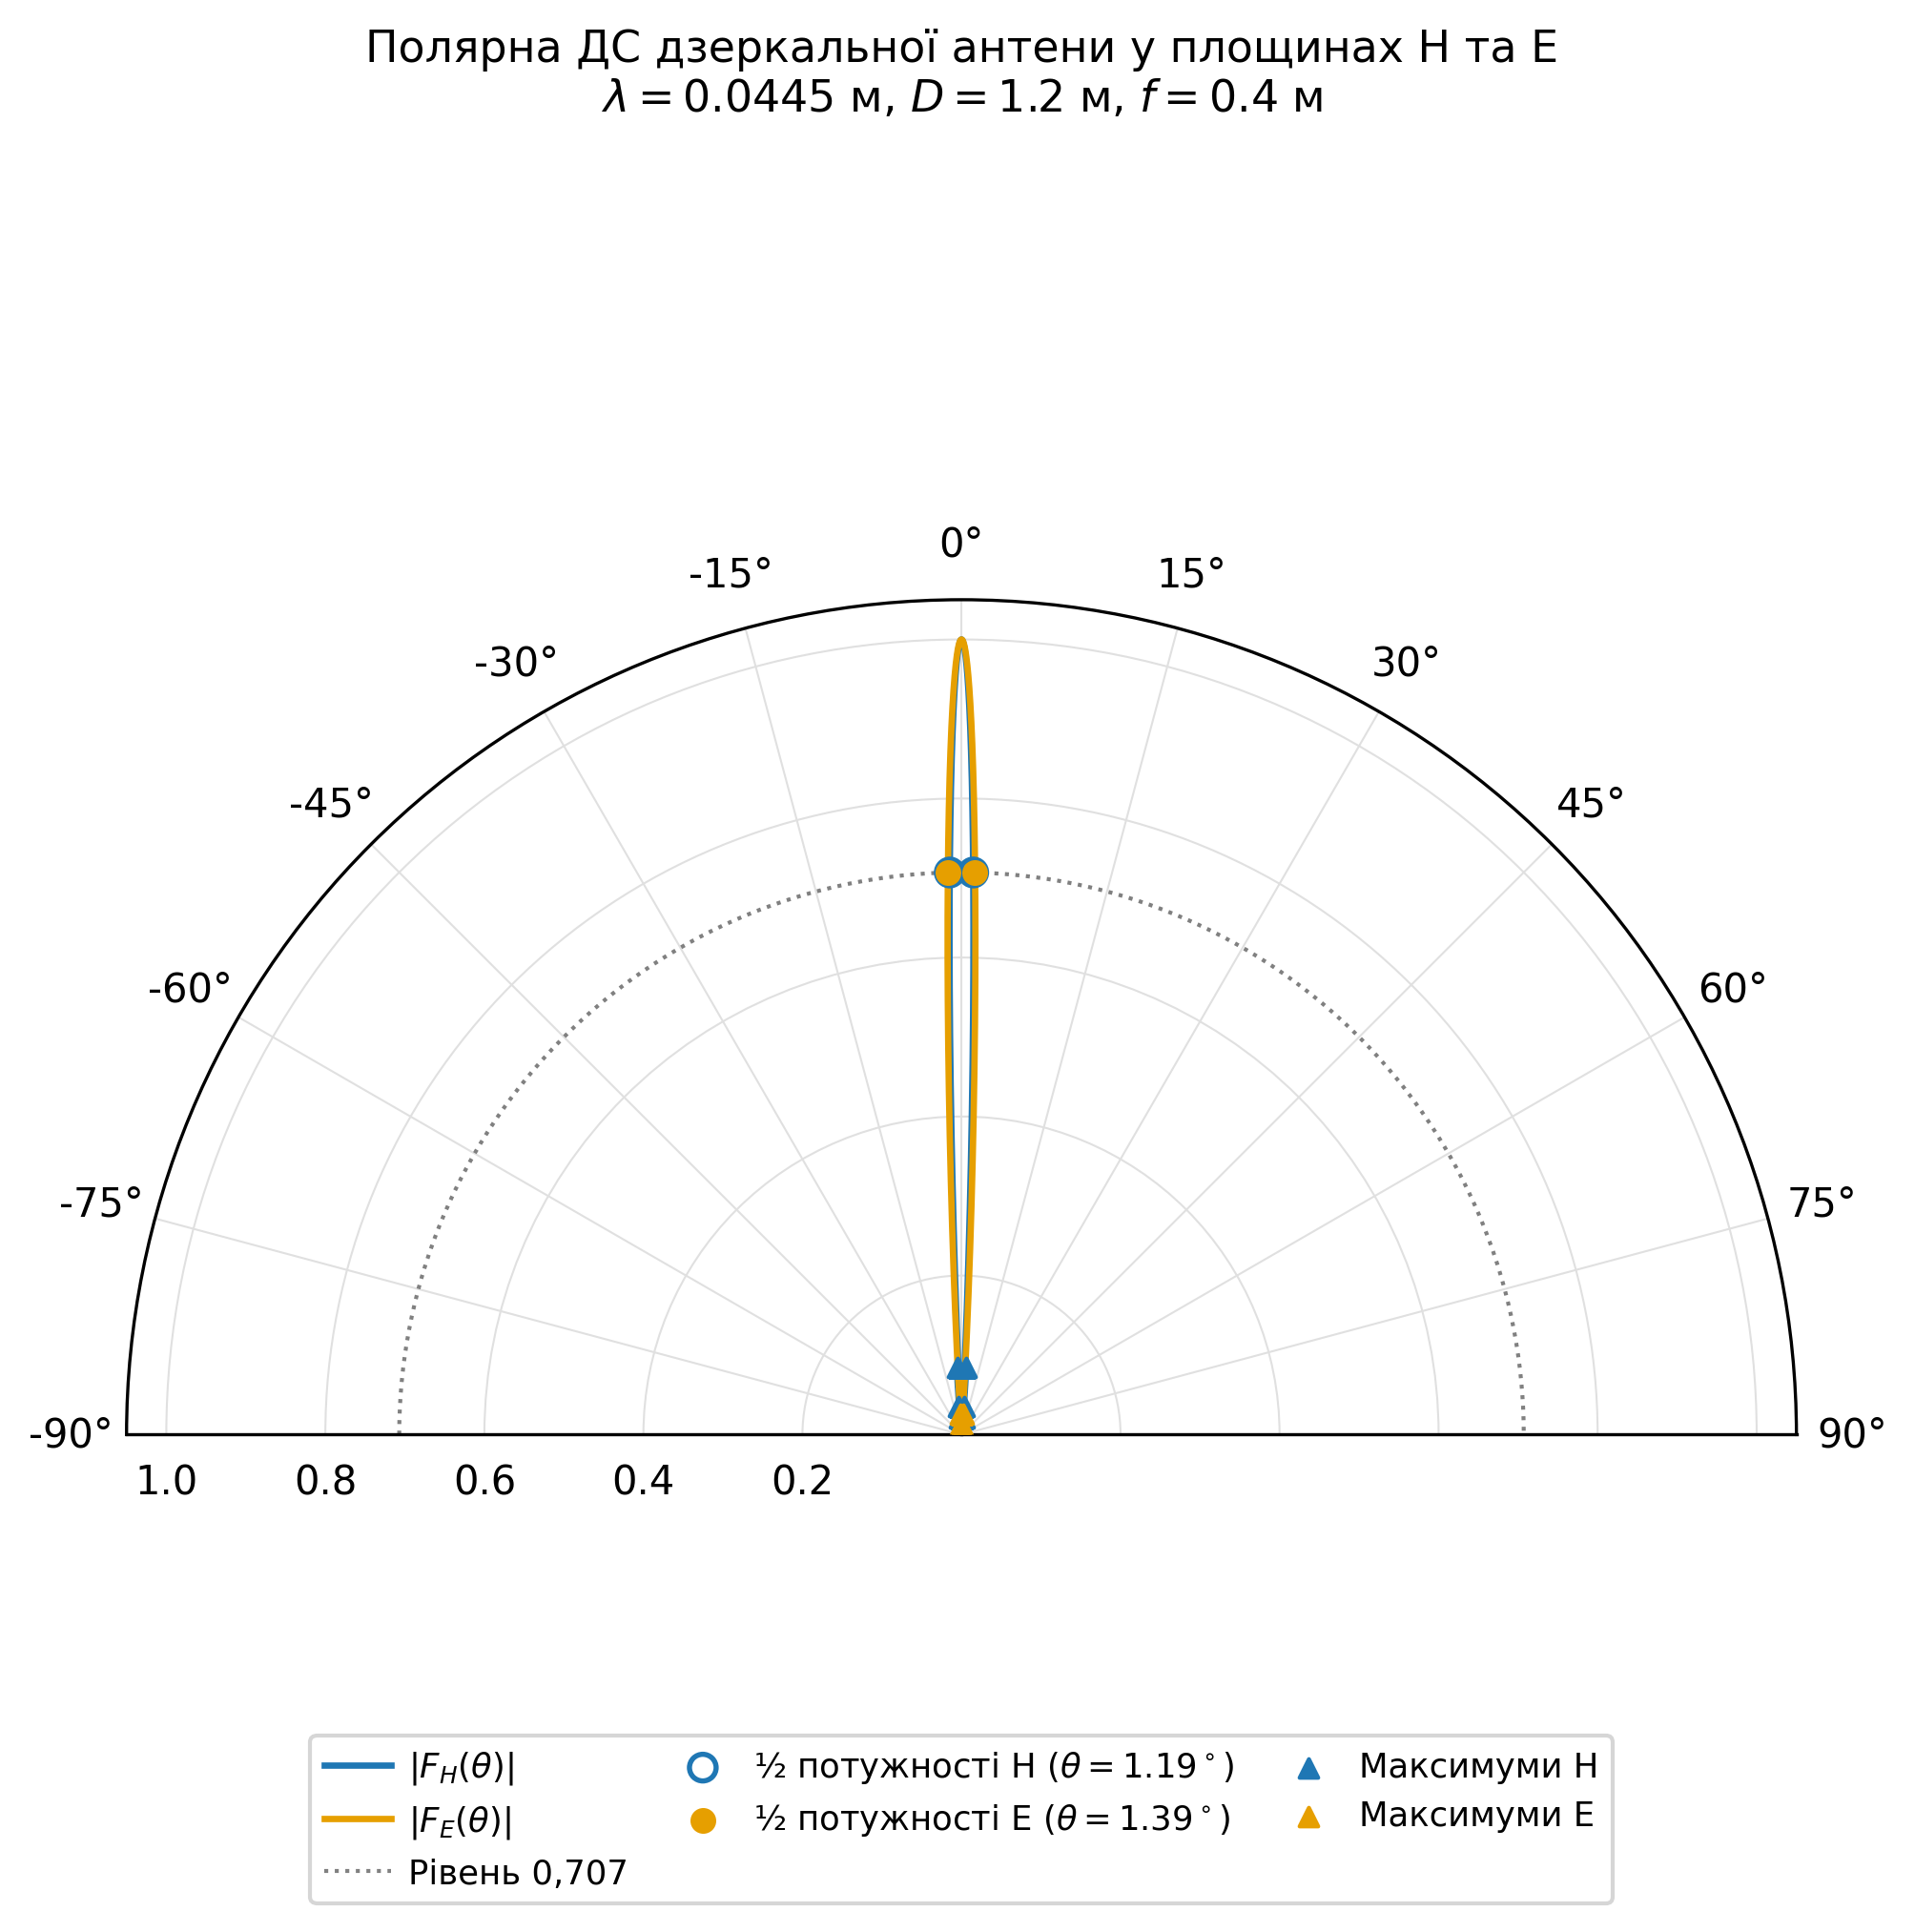 Полярна ДС дзеркальної антени у площинах H та E
λ = 0.0445 м, D = 1.2 м, f = 0.4 м
0°
-15°
15°
-30°
30°
-45°
45°
-60°
60°
-75°
75°
-90°
90°
1.0
0.8
0.6
0.4
0.2
|F_H(θ)|
|F_E(θ)|
Рівень 0,707
½ потужності H (θ = 1.19°)
½ потужності E (θ = 1.39°)
Максимуми H
Максимуми E